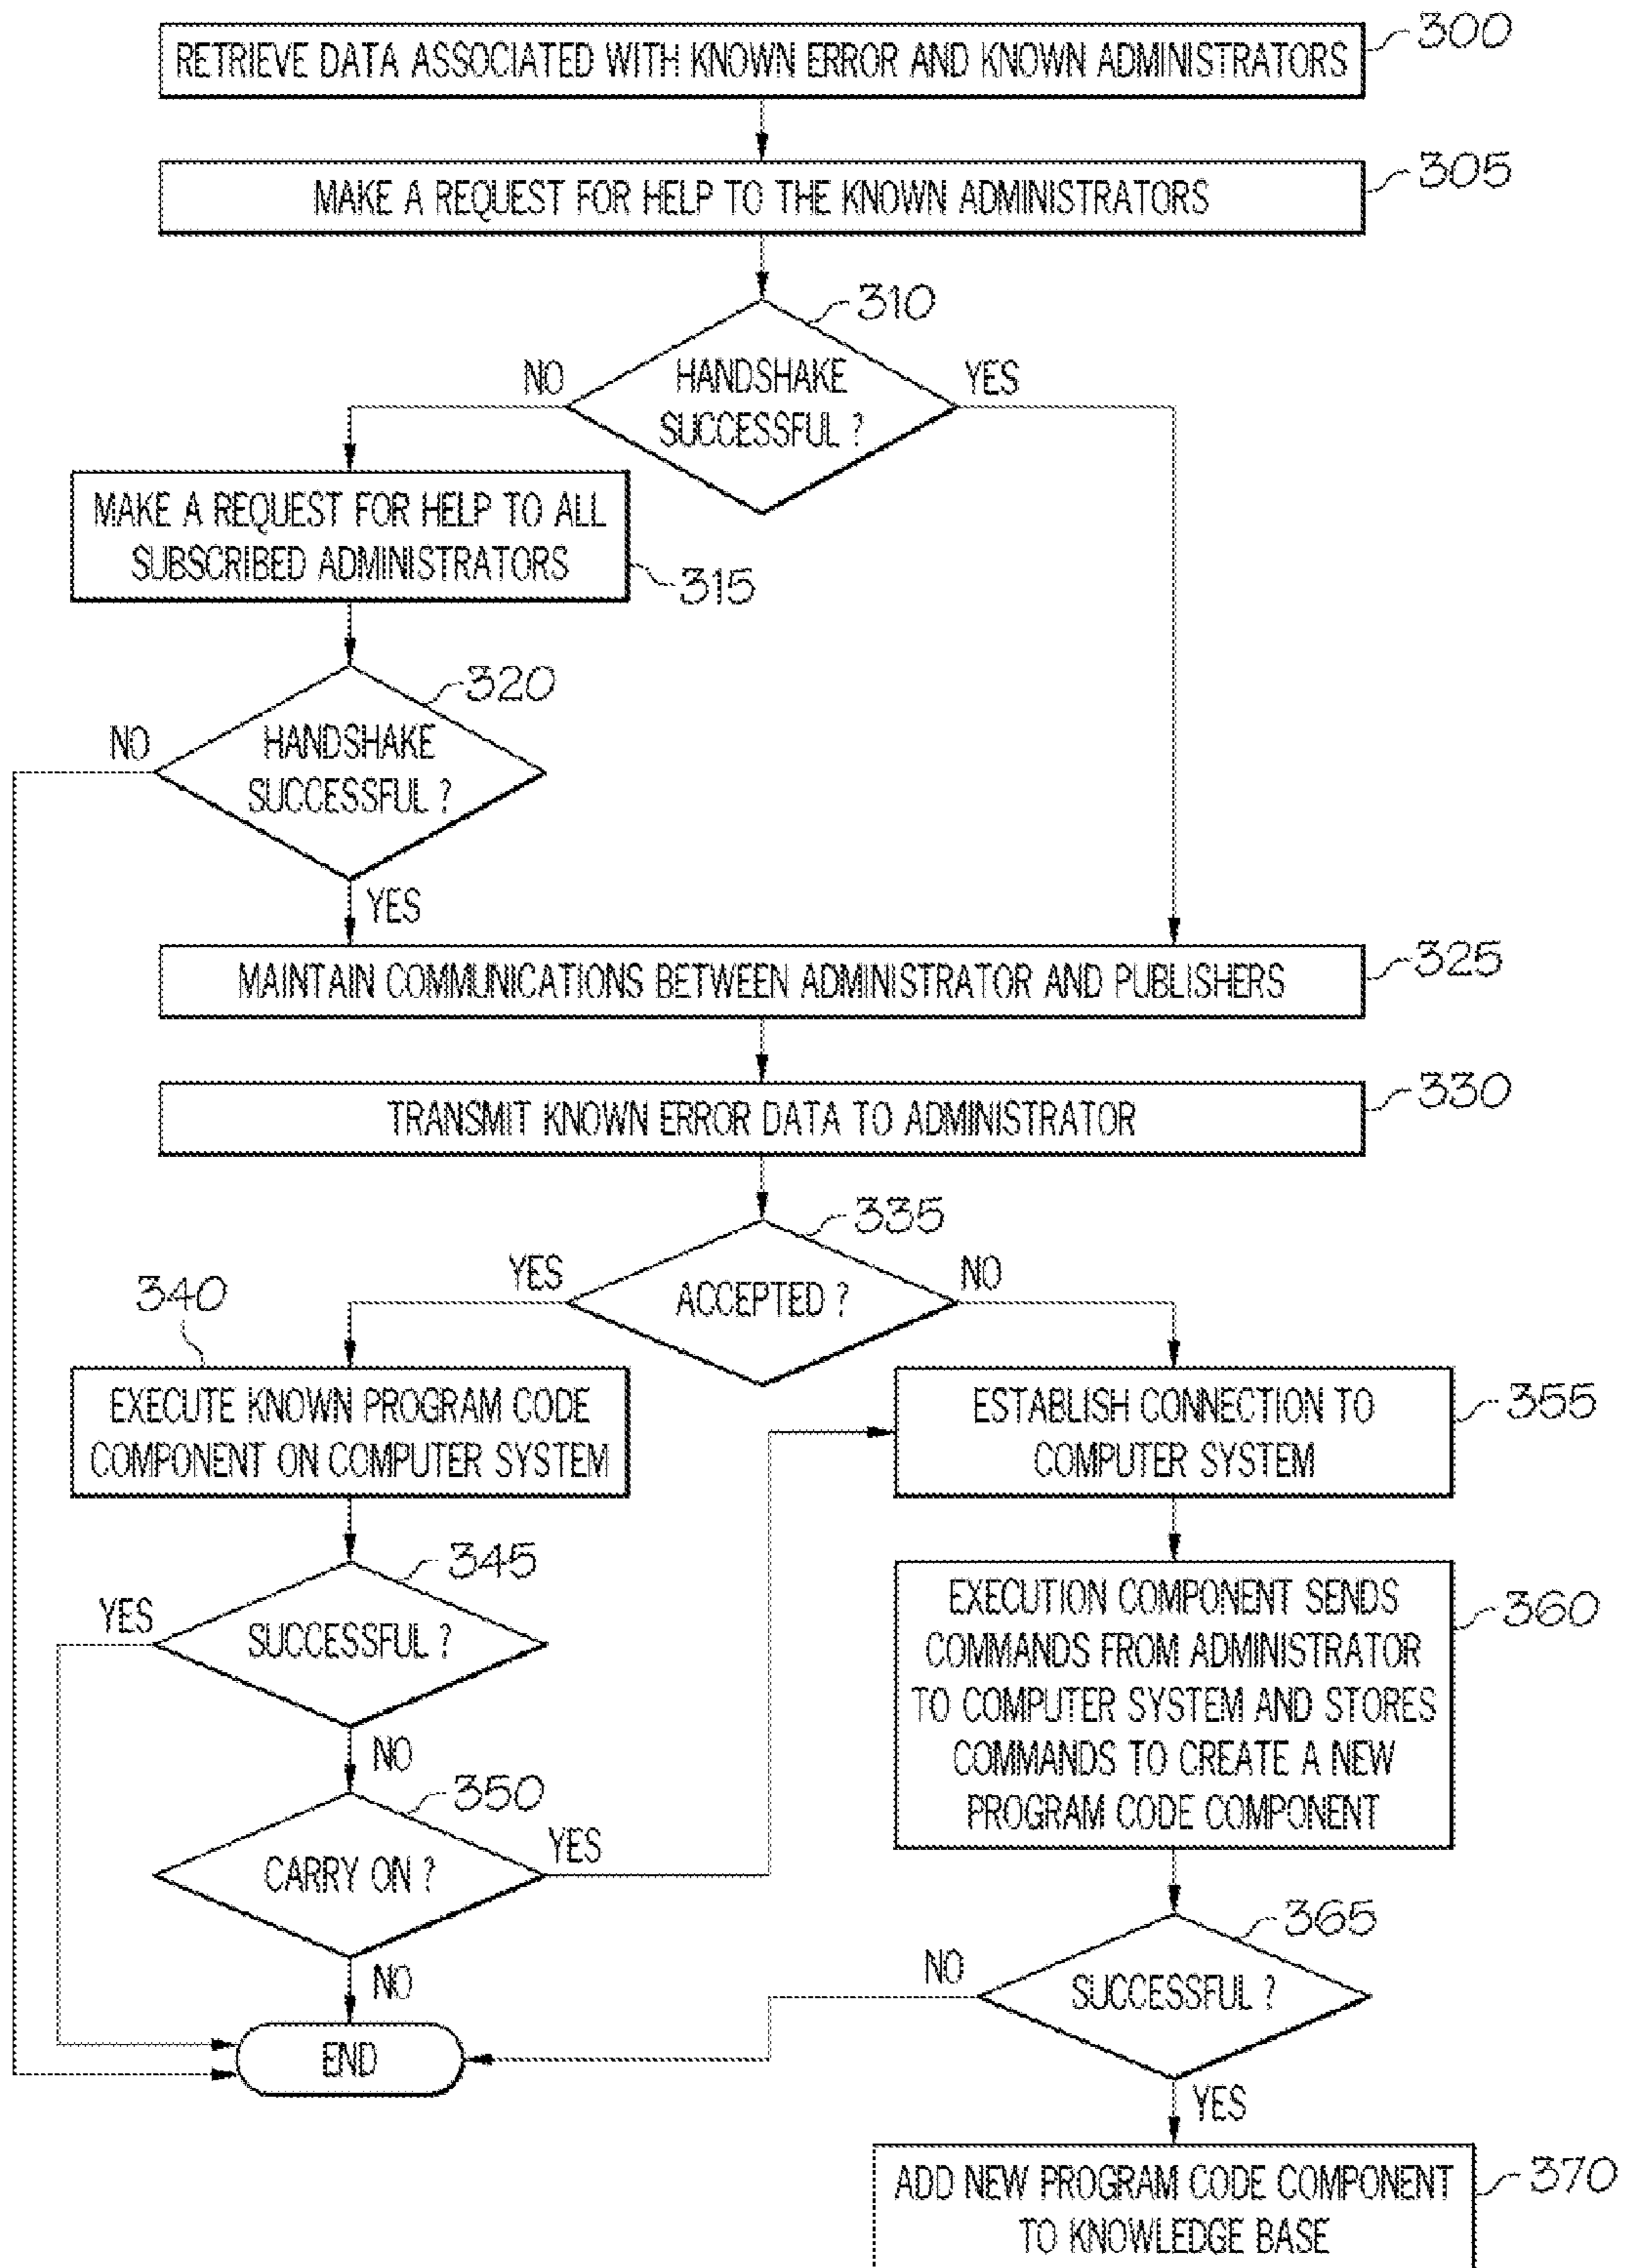 RETRIEVE DATA ASSOCIATED WITH KNOWN ERROR AND KNOWN ADMINISTRATORS
300
MAKE A REQUEST FOR HELP TO THE KNOWN ADMINISTRATORS
305
310
NO
HANDSHAKE
SUCCESSFUL ?
YES
MAKE A REQUEST FOR HELP TO ALL
SUBSCRIBED ADMINISTRATORS
315
320
NO
HANDSHAKE
SUCCESSFUL ?
YES
MAINTAIN COMMUNICATIONS BETWEEN ADMINISTRATOR AND PUBLISHERS
325
TRANSMIT KNOWN ERROR DATA TO ADMINISTRATOR
330
335
YES
ACCEPTED ?
NO
340
EXECUTE KNOWN PROGRAM CODE
COMPONENT ON COMPUTER SYSTEM
ESTABLISH CONNECTION TO
COMPUTER SYSTEM
355
345
YES
SUCCESSFUL ?
NO
EXECUTION COMPONENT SENDS
COMMANDS FROM ADMINISTRATOR
TO COMPUTER SYSTEM AND STORES
COMMANDS TO CREATE A NEW
PROGRAM CODE COMPONENT
360
350
CARRY ON ?
YES
NO
365
NO
SUCCESSFUL ?
YES
END
ADD NEW PROGRAM CODE COMPONENT
TO KNOWLEDGE BASE
370